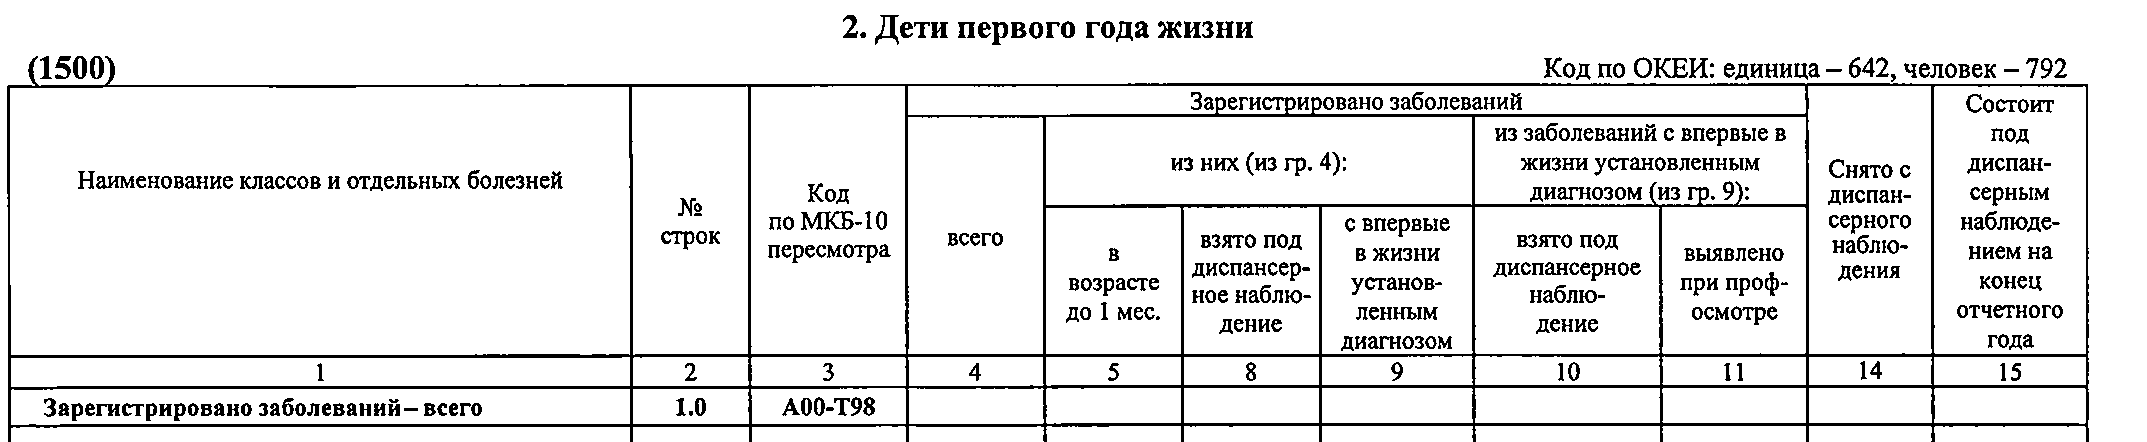 2. Дети первого года жизни
(1500)
Код по ОКЕИ: единица – 642, человек – 792
Наименование классов и отдельных болезней
№
строк
Код
по МКБ-10
пересмотра
Зарегистрировано заболеваний
всего
из них (из гр. 4):
в
возрасте
до 1 мес.
взято под
диспансер-
ное наблю-
дение
с впервые
в жизни
установ-
ленным
диагнозом
из заболеваний с впервые в
жизни установленным
диагнозом (из гр. 9):
взято под
диспансерное
наблю-
дение
выявлено
при проф-
осмотре
Снято с
диспан-
серного
наблю-
дения
Состоит
под
диспан-
серным
наблюде-
нием на
конец
отчетного
года
1 2 3 4 5 8 9 10 11 14 15
Зарегистрировано заболеваний – всего 1.0 A00-T98